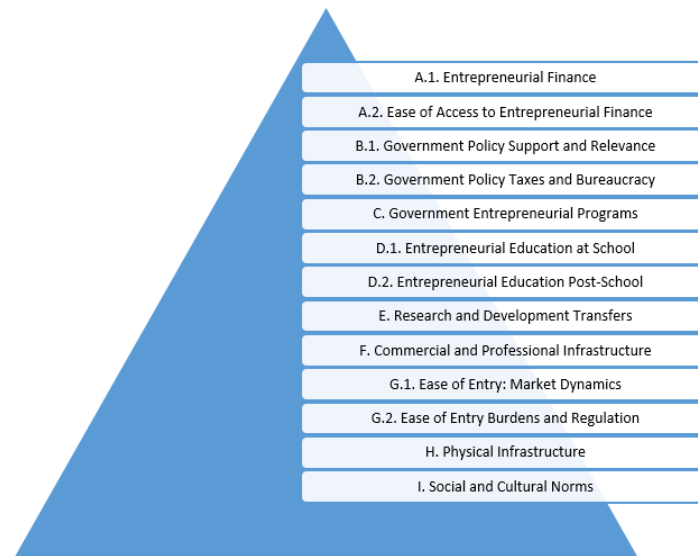 A.1. Entrepreneurial Finance
A.2. Ease of Access to Entrepreneurial Finance
B.1. Government Policy Support and Relevance
B.2. Government Policy Taxes and Bureaucracy
C. Government Entrepreneurial Programs
D.1. Entrepreneurial Education at School
D.2. Entrepreneurial Education Post-School
E. Research and Development Transfers
F. Commercial and Professional Infrastructure
G.1. Ease of Entry: Market Dynamics
G.2. Ease of Entry Burdens and Regulation
H. Physical Infrastructure
I. Social and Cultural Norms